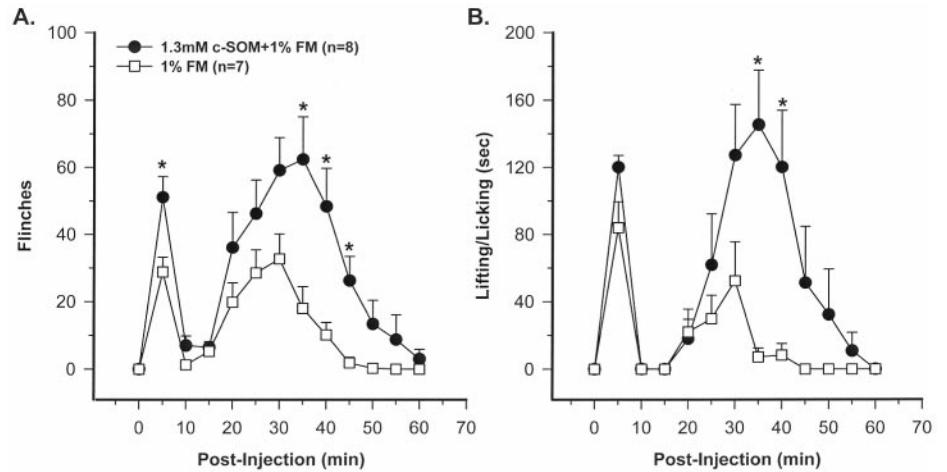 A.
100
80
60
40
20
0
Flinches
1.3mM c-SOM+1% FM (n=8)
1% FM (n=7)
*
*
*
*
0 10 20 30 40 50 60 70
Post-Injection (min)
B.
200
160
120
80
40
0
Lifting/Licking (sec)
*
*
0 10 20 30 40 50 60 70
Post-Injection (min)